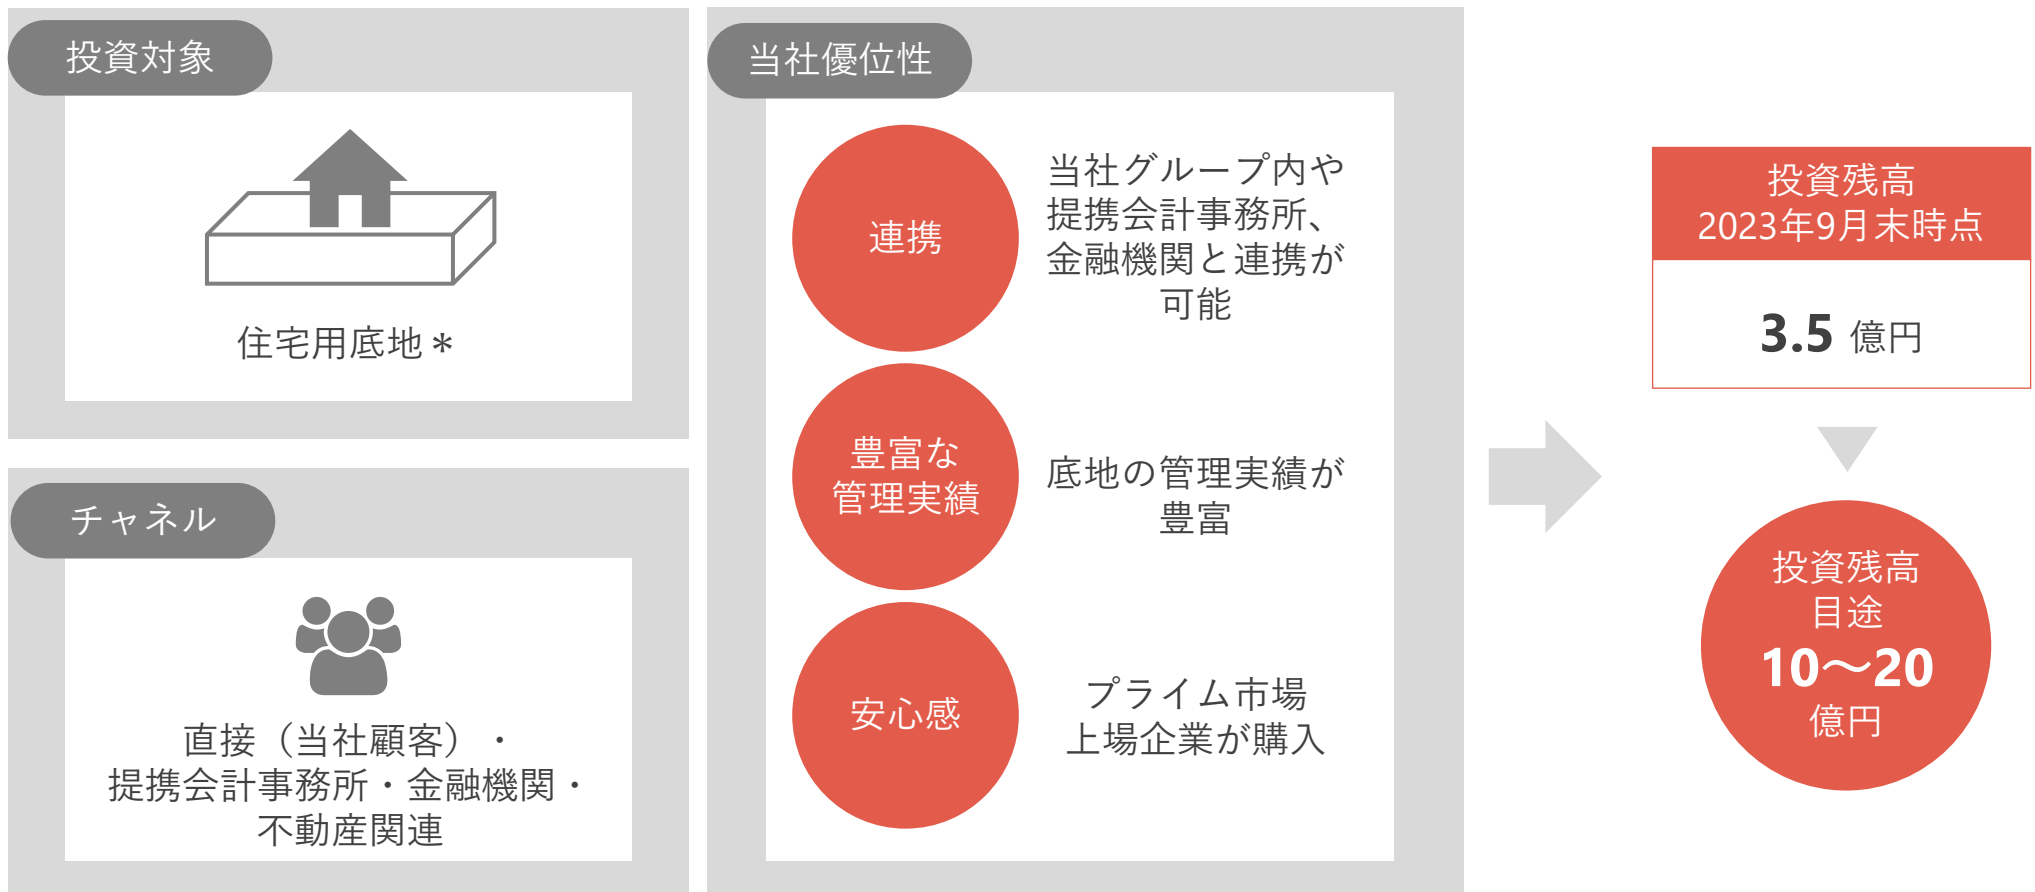 投資対象
住宅用底地＊
チャネル
直接（当社顧客）・
提携会計事務所・金融機関・
不動産関連
当社優位性
連携
当社グループ内や
提携会計事務所、
金融機関と連携が
可能
豊富な
管理実績
底地の管理実績が
豊富
安心感
プライム市場
上場企業が購入
投資残高
2023年9月末時点
3.5 億円
投資残高
目途
10～20
億円